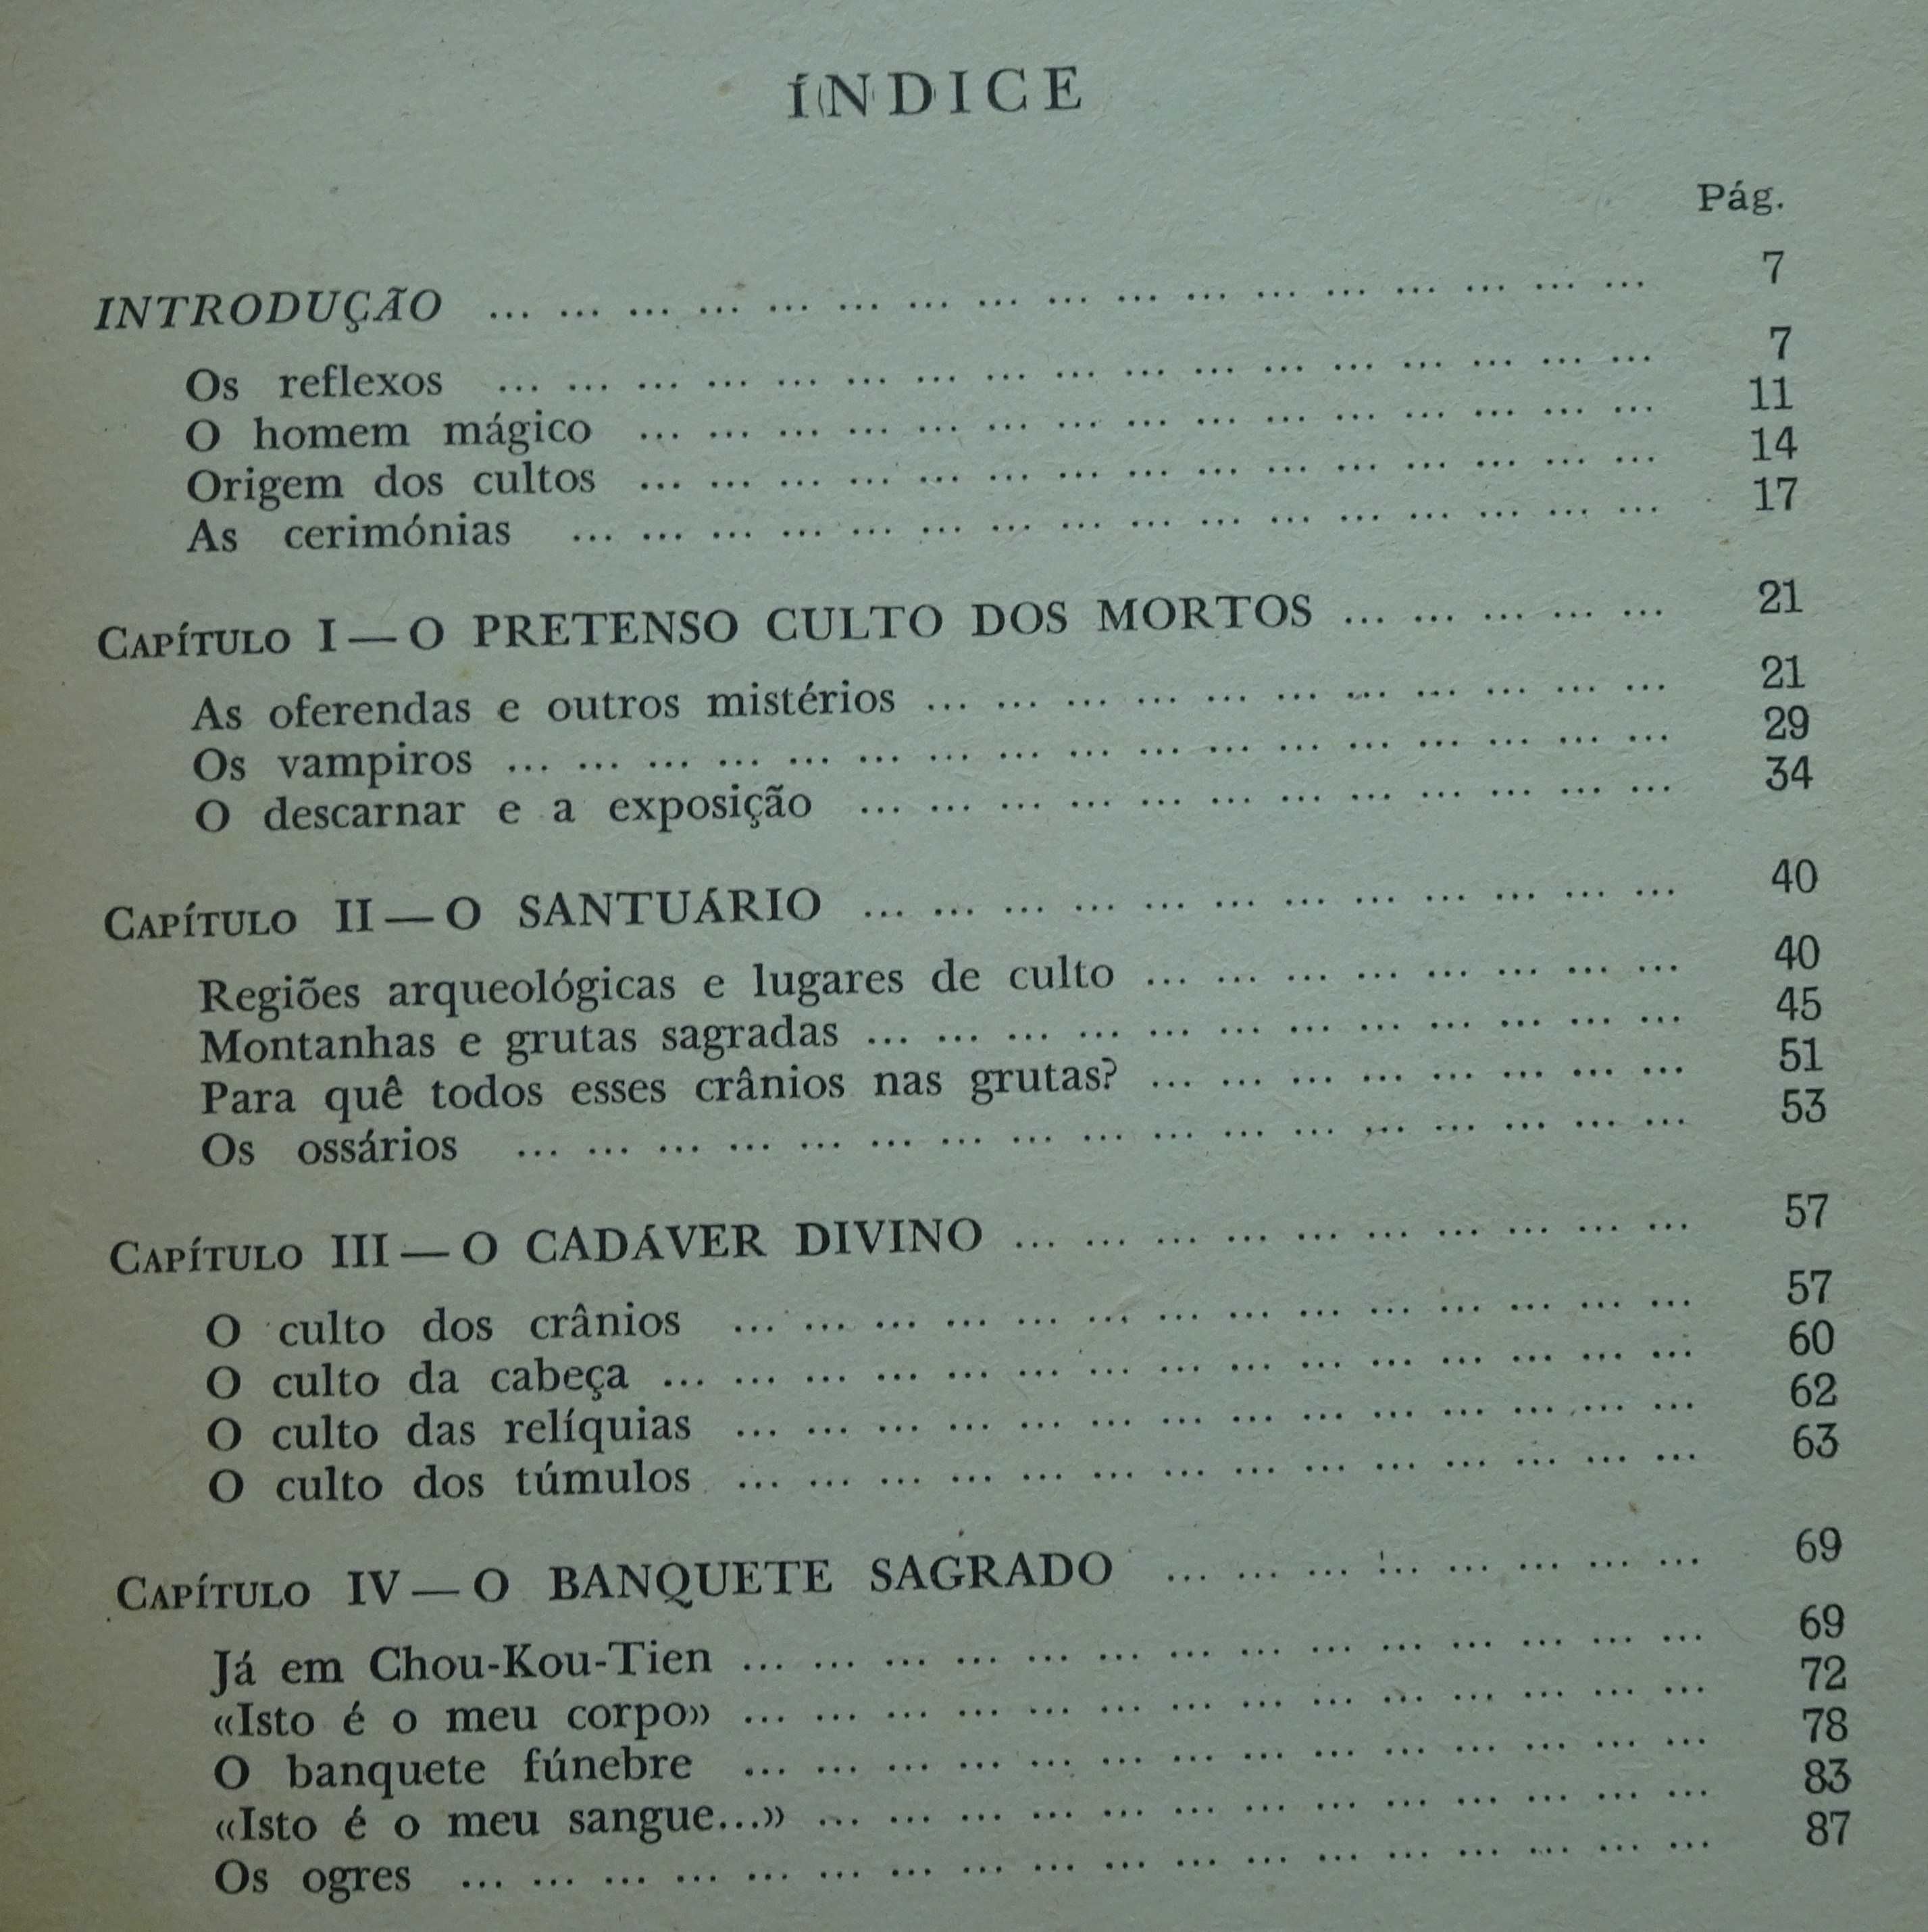 ÍNDICE
Pág.
INTRODUÇÃO ... ... ... ... ... ... ... ... ... ... ... ... ... ... ... ... ... 7
Os reflexos ... ... ... ... ... ... ... ... ... ... ... ... ... ... ... ... ... 7
O homem mágico ... ... ... ... ... ... ... ... ... ... ... ... ... ... ... 11
Origem dos cultos ... ... ... ... ... ... ... ... ... ... ... ... ... ... ... 14
As cerimónias ... ... ... ... ... ... ... ... ... ... ... ... ... ... ... ... 17
CAPÍTULO I — O PRETENSO CULTO DOS MORTOS ... ... ... ... ... 21
As oferendas e outros mistérios ... ... ... ... ... ... ... ... ... ... ... 21
Os vampiros ... ... ... ... ... ... ... ... ... ... ... ... ... ... ... ... ... 29
O descarnar e a exposição ... ... ... ... ... ... ... ... ... ... ... ... 34
CAPÍTULO II — O SANTUÁRIO ... ... ... ... ... ... ... ... ... ... ... ... 40
Regiões arqueológicas e lugares de culto ... ... ... ... ... ... ... ... 40
Montanhas e grutas sagradas ... ... ... ... ... ... ... ... ... ... ... ... 45
Para quê todos esses crânios nas grutas? ... ... ... ... ... ... ... ... 51
Os ossários ... ... ... ... ... ... ... ... ... ... ... ... ... ... ... ... ... 53
CAPÍTULO III — O CADÁVER DIVINO ... ... ... ... ... ... ... ... ... ... 57
O culto dos crânios ... ... ... ... ... ... ... ... ... ... ... ... ... ... 57
O culto da cabeça ... ... ... ... ... ... ... ... ... ... ... ... ... ... ... 60
O culto das relíquias ... ... ... ... ... ... ... ... ... ... ... ... ... ... 62
O culto dos túmulos ... ... ... ... ... ... ... ... ... ... ... ... ... ... 63
CAPÍTULO IV — O BANQUETE SAGRADO ... ... ... ... ... ... ... ... 69
Já em Chou-Kou-Tien ... ... ... ... ... ... ... ... ... ... ... ... ... ... 69
«Isto é o meu corpo» ... ... ... ... ... ... ... ... ... ... ... ... ... ... 72
O banquete fúnebre ... ... ... ... ... ... ... ... ... ... ... ... ... ... 78
«Isto é o meu sangue...» ... ... ... ... ... ... ... ... ... ... ... ... ... 83
Os ogres ... ... ... ... ... ... ... ... ... ... ... ... ... ... ... ... ... ... 87